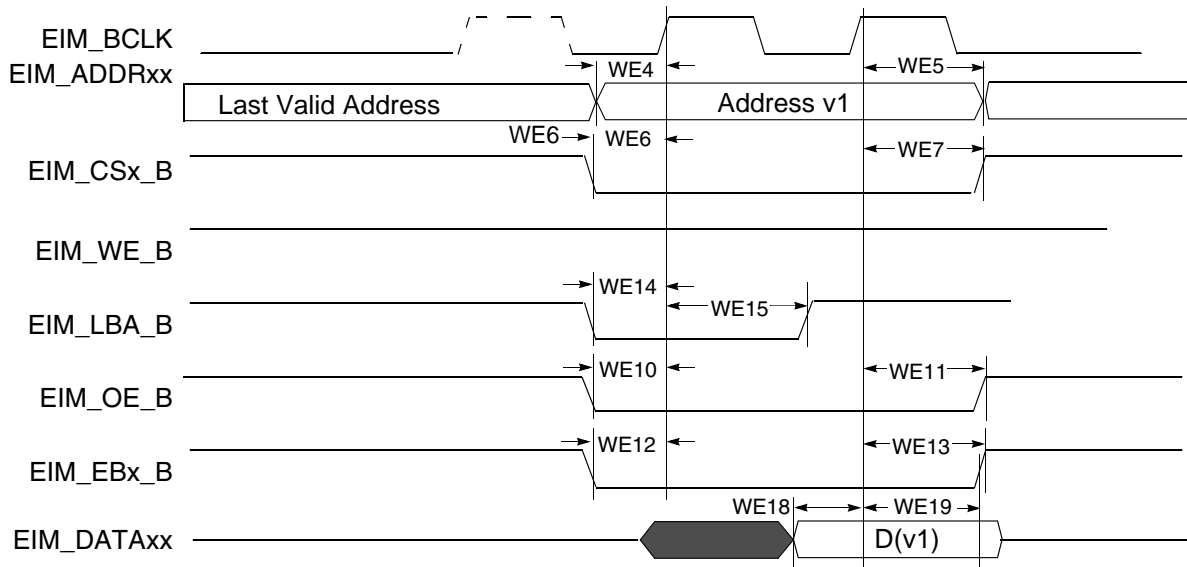 EIM_BCLK
EIM_ADDRxx
WE4
WE5
Last Valid Address
Address v1
WE6
WE6
WE7
EIM_CSx_B
EIM_WE_B
WE14
WE15
EIM_LBA_B
WE10
WE11
EIM_OE_B
WE12
WE13
EIM_EBx_B
WE18
WE19
EIM_DATAxx
D(v1)